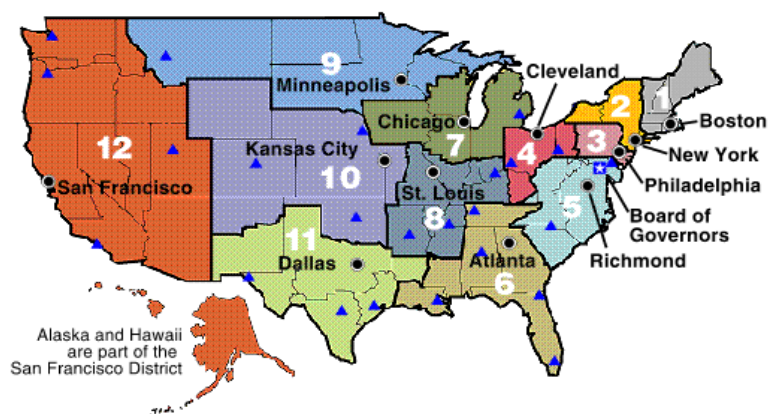 Cleveland
9
Minneapolis
2
1
Chicago
7
Boston
12
Kansas City
4
3
New York
San Francisco
10
St. Louis
Philadelphia
5
8
Board of
Governors
11
Dallas
Atlanta
6
Richmond
Alaska and Hawaii
are part of the
San Francisco District